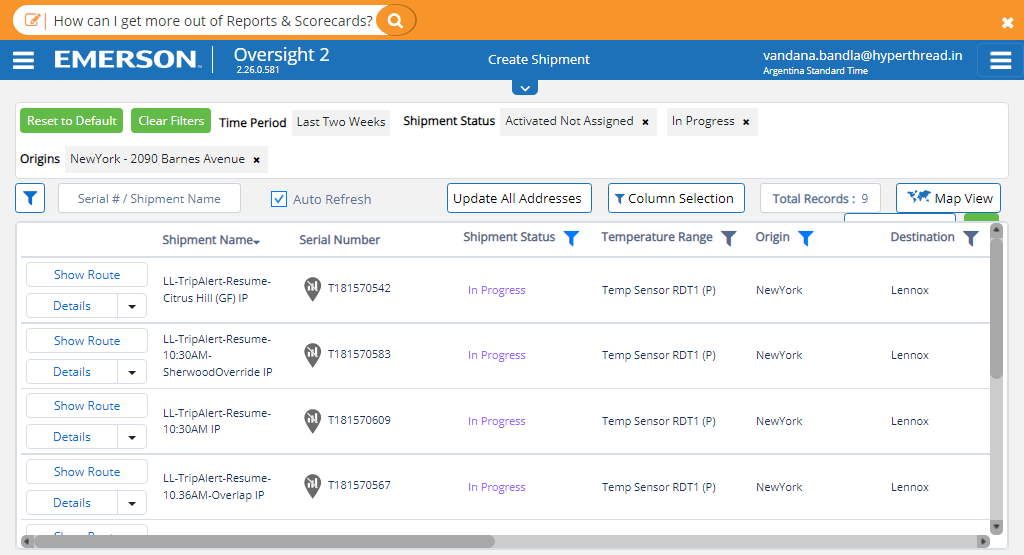 How can I get more out of Reports & Scorecards?
EMERSON
Oversight 2
2.26.0.581
Create Shipment
vandana.bandla@hyperthread.in
Argentina Standard Time
Reset to Default
Clear Filters
Time Period
Last Two Weeks
Shipment Status
Activated Not Assigned ×
In Progress ×
Origins
NewYork - 2090 Barnes Avenue ×
Serial # / Shipment Name
Auto Refresh
Update All Addresses
Column Selection
Total Records : 9
Map View
Shipment Name
Serial Number
Shipment Status
Temperature Range
Origin
Destination
Show Route
Details
LL-TripAlert-Resume-
Citrus Hill (GF) IP
T181570542
In Progress
Temp Sensor RDT1 (P)
NewYork
Lennox
Show Route
Details
LL-TripAlert-Resume-
10:30AM-
SherwoodOverride IP
T181570583
In Progress
Temp Sensor RDT1 (P)
NewYork
Lennox
Show Route
Details
LL-TripAlert-Resume-
10:30AM IP
T181570609
In Progress
Temp Sensor RDT1 (P)
NewYork
Lennox
Show Route
Details
LL-TripAlert-Resume-
10.36AM-Overlap IP
T181570567
In Progress
Temp Sensor RDT1 (P)
NewYork
Lennox